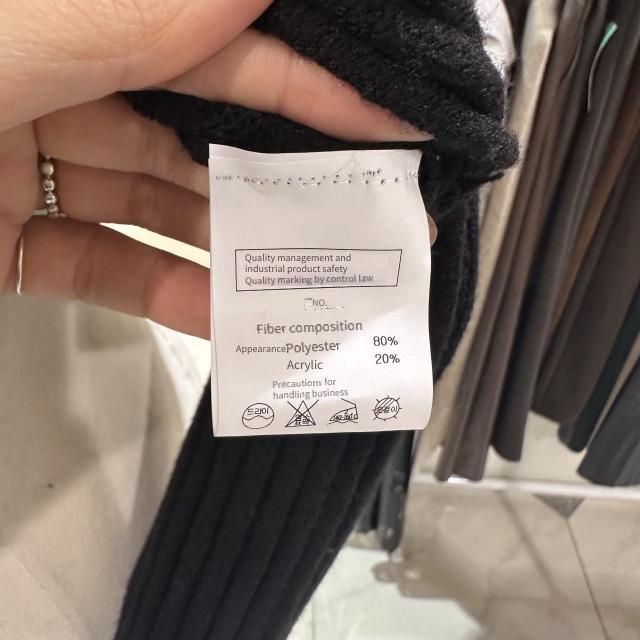 Quality management and
industrial product safety
Quality marking by control law
NO.
Fiber composition
Appearance Polyester 80%
Acrylic 20%
Precautions for
handling business
드라이